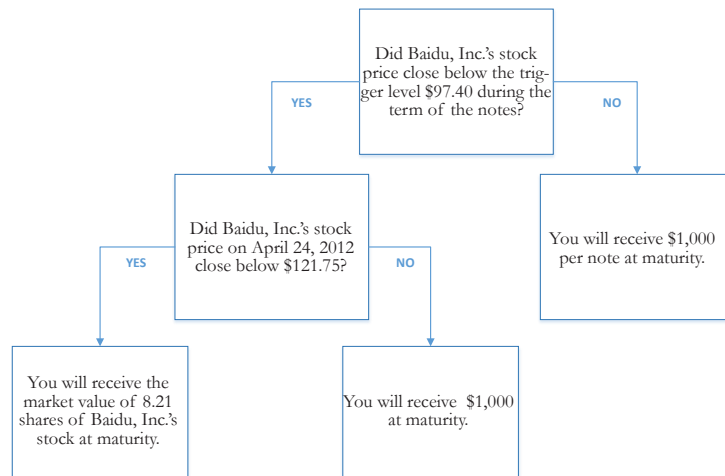 Did Baidu, Inc.'s stock
price close below the trig-
ger level $97.40 during the
term of the notes?
YES
NO
Did Baidu, Inc.'s stock
price on April 24, 2012
close below $121.75?
You will receive $1,000
per note at maturity.
YES
NO
You will receive the
market value of 8.21
shares of Baidu, Inc.'s
stock at maturity.
You will receive $1,000
at maturity.